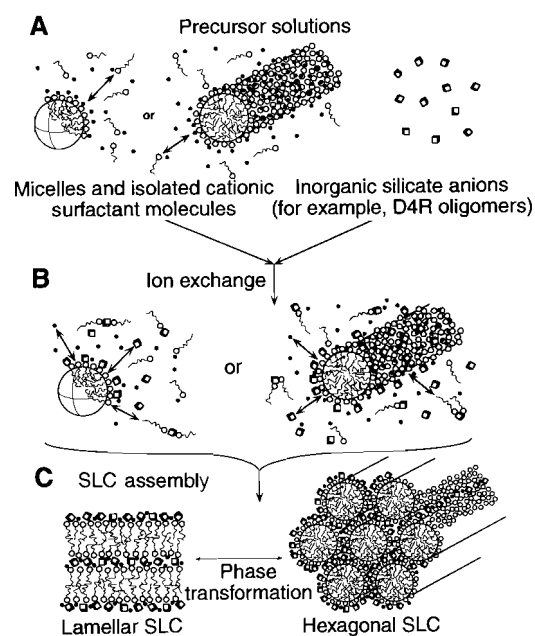 A
Precursor solutions
or
Micelles and isolated cationic
surfactant molecules
Inorganic silicate anions
(for example, D4R oligomers)
B
Ion exchange
or
C
SLC assembly
Phase
transformation
Lamellar SLC
Hexagonal SLC